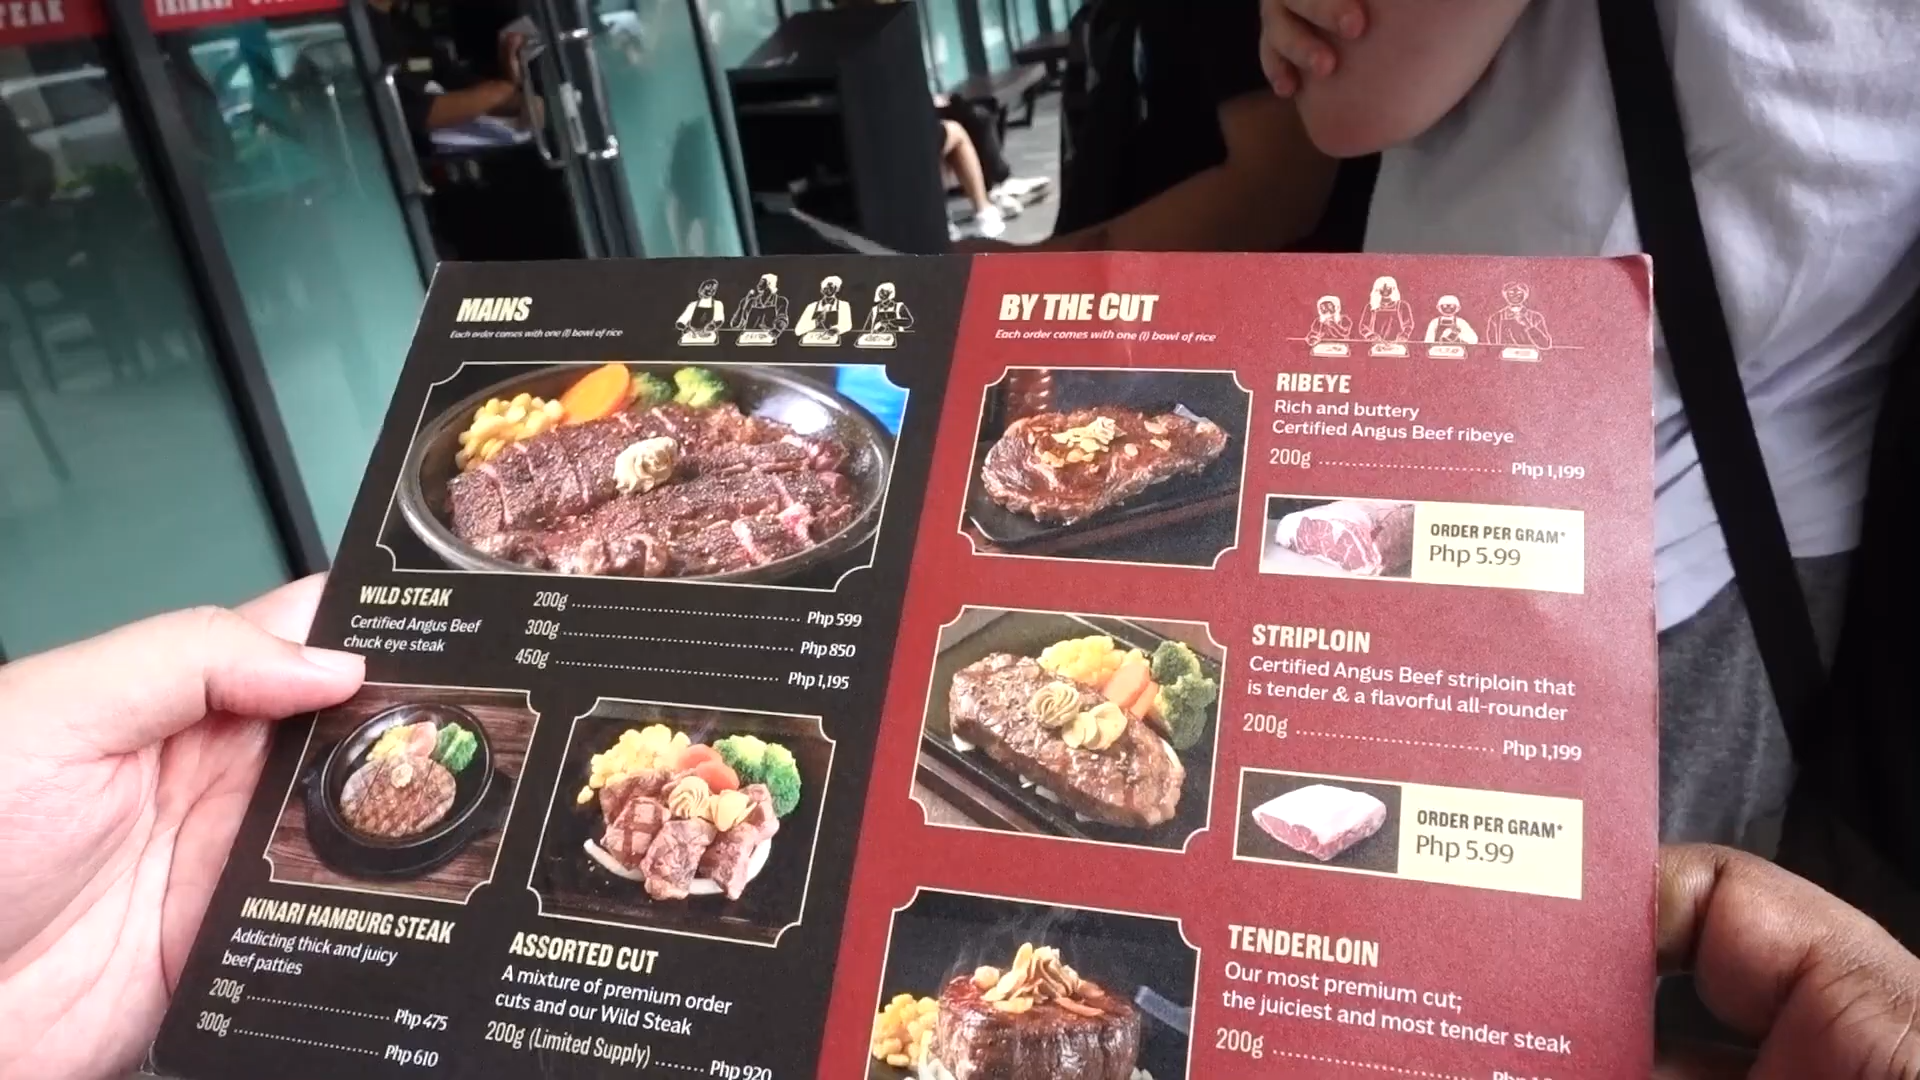 TEAK
MAINS
Each order comes with one (1) bowl of rice
WILD STEAK
Certified Angus Beef
chuck eye steak
200g ........ Php 599
300g ........ Php 850
450g ........ Php 1,195
IKINARI HAMBURG STEAK
Addicting thick and juicy
beef patties
200g ........ Php 475
300g ........ Php 610
ASSORTED CUT
A mixture of premium order
cuts and our Wild Steak
200g (Limited Supply) ........ Php 920
BY THE CUT
Each order comes with one (1) bowl of rice
RIBEYE
Rich and buttery
Certified Angus Beef ribeye
200g ........ Php 1,199
ORDER PER GRAM*
Php 5.99
STRIPLOIN
Certified Angus Beef striploin that
is tender & a flavorful all-rounder
200g ........ Php 1,199
ORDER PER GRAM*
Php 5.99
TENDERLOIN
Our most premium cut;
the juiciest and most tender steak
200g ........ Php